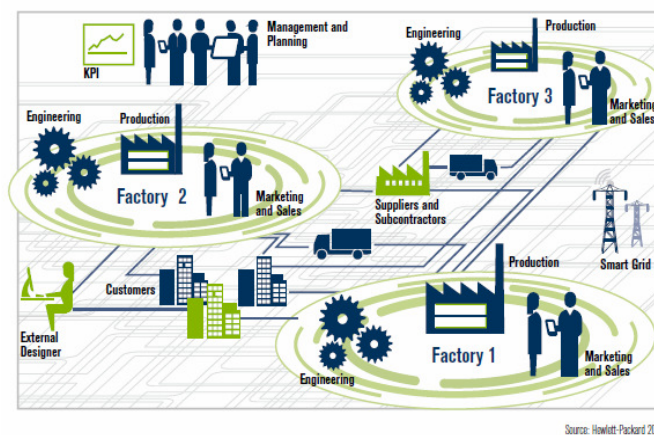 Management and
Planning
KPI
Engineering
Production
Factory 3
Marketing
and Sales
Engineering
Production
Factory 2
Marketing
and Sales
Suppliers and
Subcontractors
Smart Grid
Customers
External
Designer
Production
Factory 1
Engineering
Marketing
and Sales
Source: Hewlett-Packard 20